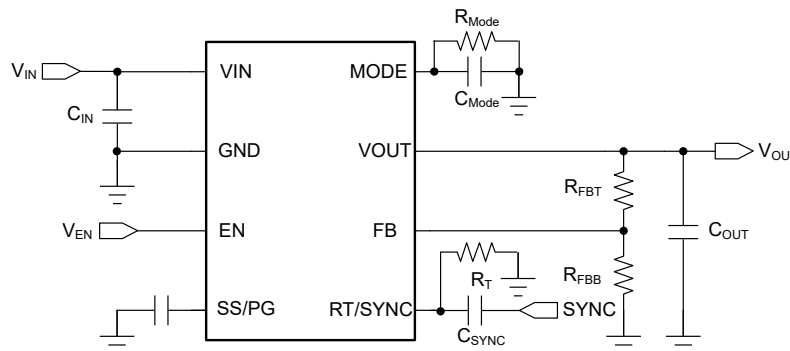 R_Mode
V_IN
VIN
MODE
C_IN
C_Mode
GND
VOUT
V_OU
R_FBT
V_EN
EN
FB
C_OUT
R_T
R_FBB
SS/PG
RT/SYNC
SYNC
C_SYNC